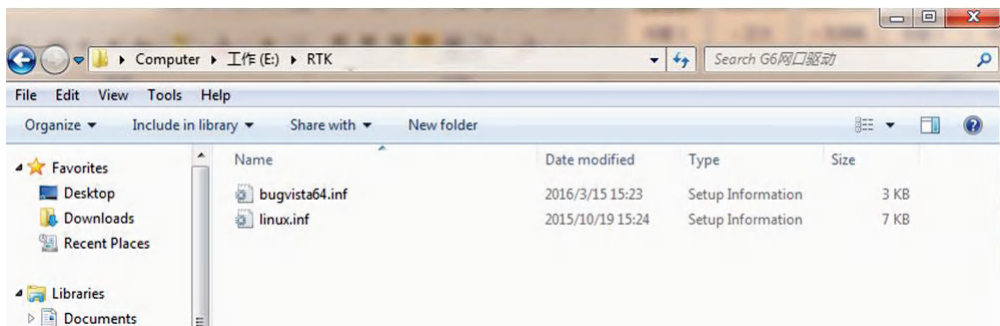 Computer 工作 (E:) RTK Search G6网口驱动
File Edit View Tools Help
Organize Include in library Share with New folder
Name Date modified Type Size
Favorites
Desktop
Downloads
Recent Places
Libraries
Documents
bugvista64.inf 2016/3/15 15:23 Setup Information 3 KB
linux.inf 2015/10/19 15:24 Setup Information 7 KB